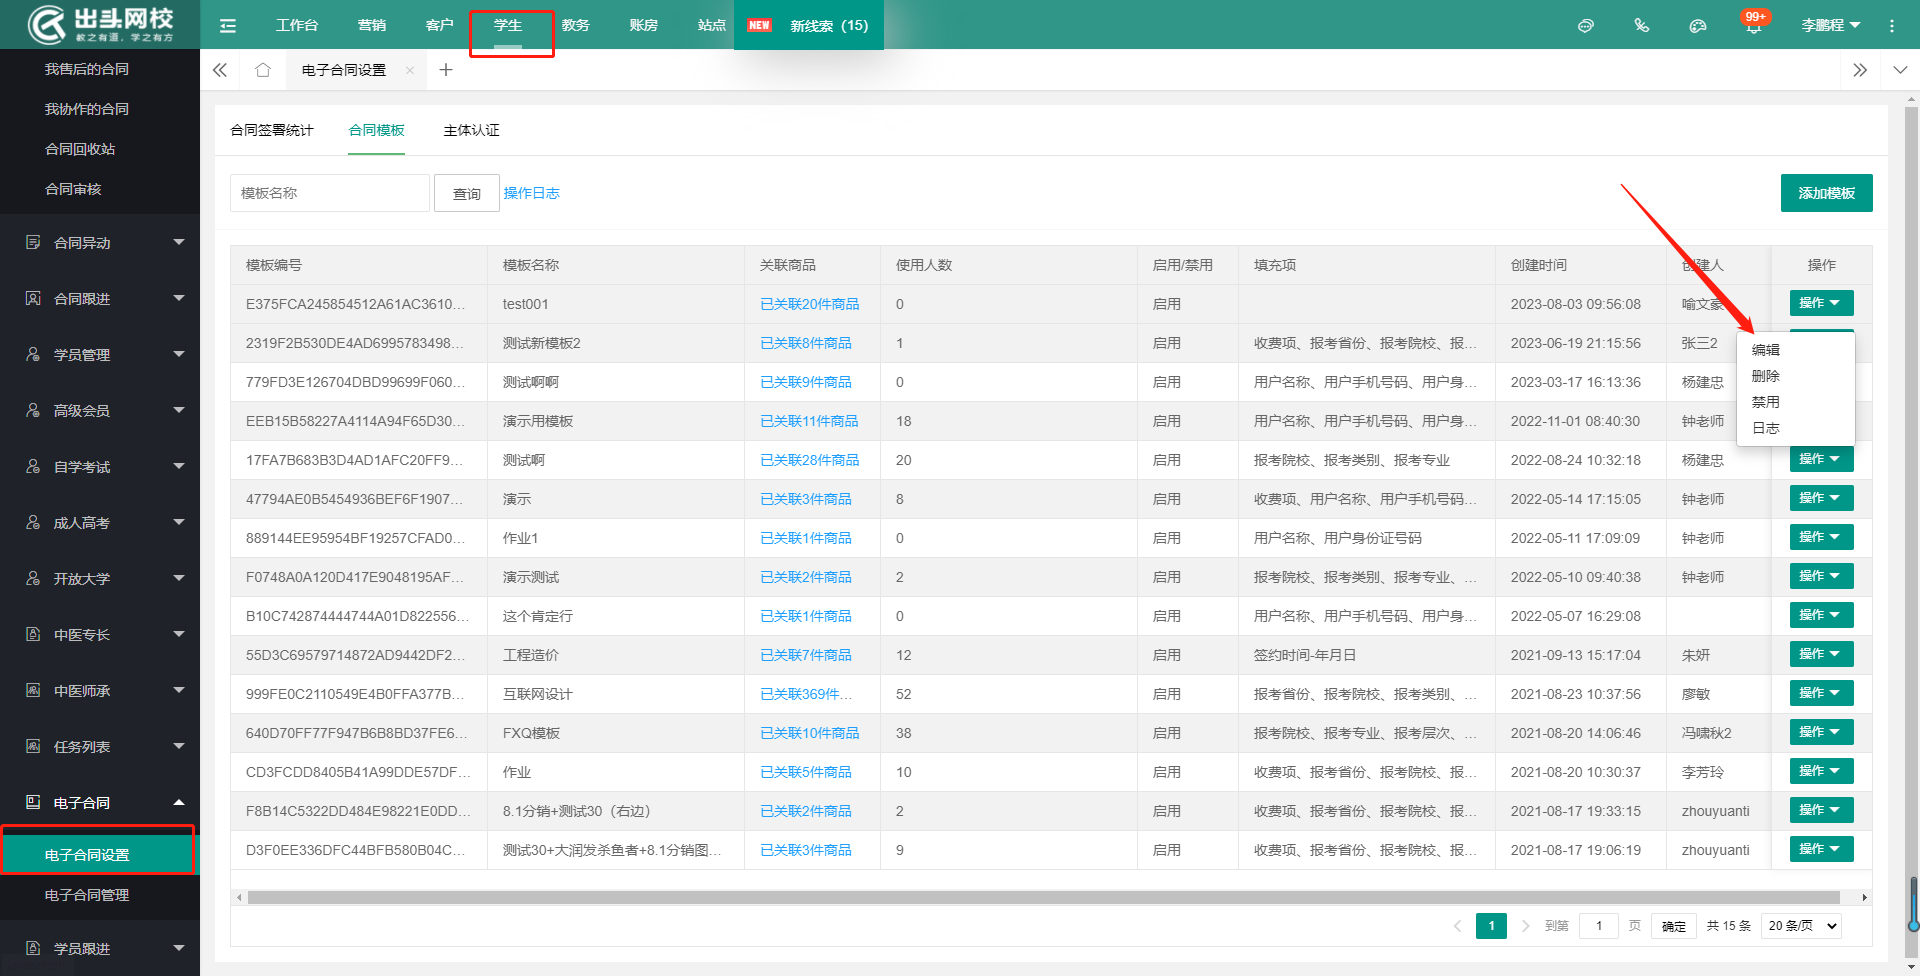 出头网校
教之有道，学之有方
工作台
营销
客户
学生
教务
账房
站点
NEW 新线索（15）
99+
李鹏程
电子合同设置
我售后的合同
我协作的合同
合同回收站
合同审核
合同异动
合同跟进
学员管理
高级会员
自学考试
成人高考
开放大学
中医专长
中医师承
任务列表
电子合同
电子合同设置
电子合同管理
学员跟进
合同签署统计 合同模板 主体认证
模板名称 查询 操作日志 添加模板
模板编号 模板名称 关联商品 使用人数 启用/禁用 填充项 创建时间 创建人 操作
E375FCA245854512A61AC3610... test001 已关联20件商品 0 启用 2023-08-03 09:56:08 喻文豪 操作
2319F2B530DE4AD6995783498... 测试新模板2 已关联8件商品 1 启用 收费项、报考省份、报考院校、报... 2023-06-19 21:15:56 张三2
779FD3E126704DBD99699F060... 测试啊啊 已关联9件商品 0 启用 用户名称、用户手机号码、用户身... 2023-03-17 16:13:36 杨建忠
EEB15B58227A4114A94F65D30... 演示用模板 已关联11件商品 18 启用 用户名称、用户手机号码、用户身... 2022-11-01 08:40:30 钟老师
17FA7B683B3D4AD1AFC20FF9... 测试啊 已关联28件商品 20 启用 报考院校、报考类别、报考专业 2022-08-24 10:32:18 杨建忠 操作
47794AE0B5454936BEF6F1907... 演示 已关联3件商品 8 启用 收费项、用户名称、用户手机号码... 2022-05-14 17:15:05 钟老师 操作
889144EE95954BF19257CFAD0... 作业1 已关联1件商品 0 启用 用户名称、用户身份证号码 2022-05-11 17:09:09 钟老师 操作
F0748A0A120D417E9048195AF... 演示测试 已关联2件商品 2 启用 报考院校、报考类别、报考专业、... 2022-05-10 09:40:38 钟老师 操作
B10C742874444744A01D822556... 这个肯定行 已关联1件商品 0 启用 用户名称、用户手机号码、用户身... 2022-05-07 16:29:08 操作
55D3C69579714872AD9442DF2... 工程造价 已关联7件商品 12 启用 签约时间-年月日 2021-09-13 15:17:04 朱妍 操作
999FE0C2110549E4B0FFA377B... 互联网设计 已关联369件... 52 启用 报考省份、报考院校、报考类别、... 2021-08-23 10:37:56 廖敏 操作
640D70FF77F947B6B8BD37FE6... FXQ模板 已关联10件商品 38 启用 报考院校、报考专业、报考层次、... 2021-08-20 14:06:46 冯啸秋2 操作
CD3FCDD8405B41A99DDE57DF... 作业 已关联5件商品 10 启用 收费项、报考省份、报考院校、报... 2021-08-20 10:30:37 李芳玲 操作
F8B14C5322DD484E98221E0DD... 8.1分销+测试30（右边） 已关联2件商品 2 启用 收费项、报考省份、报考院校、报... 2021-08-17 19:33:15 zhouyuanti 操作
D3F0EE336DFC44BFB580B04C... 测试30+大润发杀鱼者+8.1分销图... 已关联3件商品 9 启用 收费项、报考省份、报考院校、报... 2021-08-17 19:06:19 zhouyuanti 操作
编辑
删除
禁用
日志
1 到第 1 页 确定 共 15 条 20 条/页